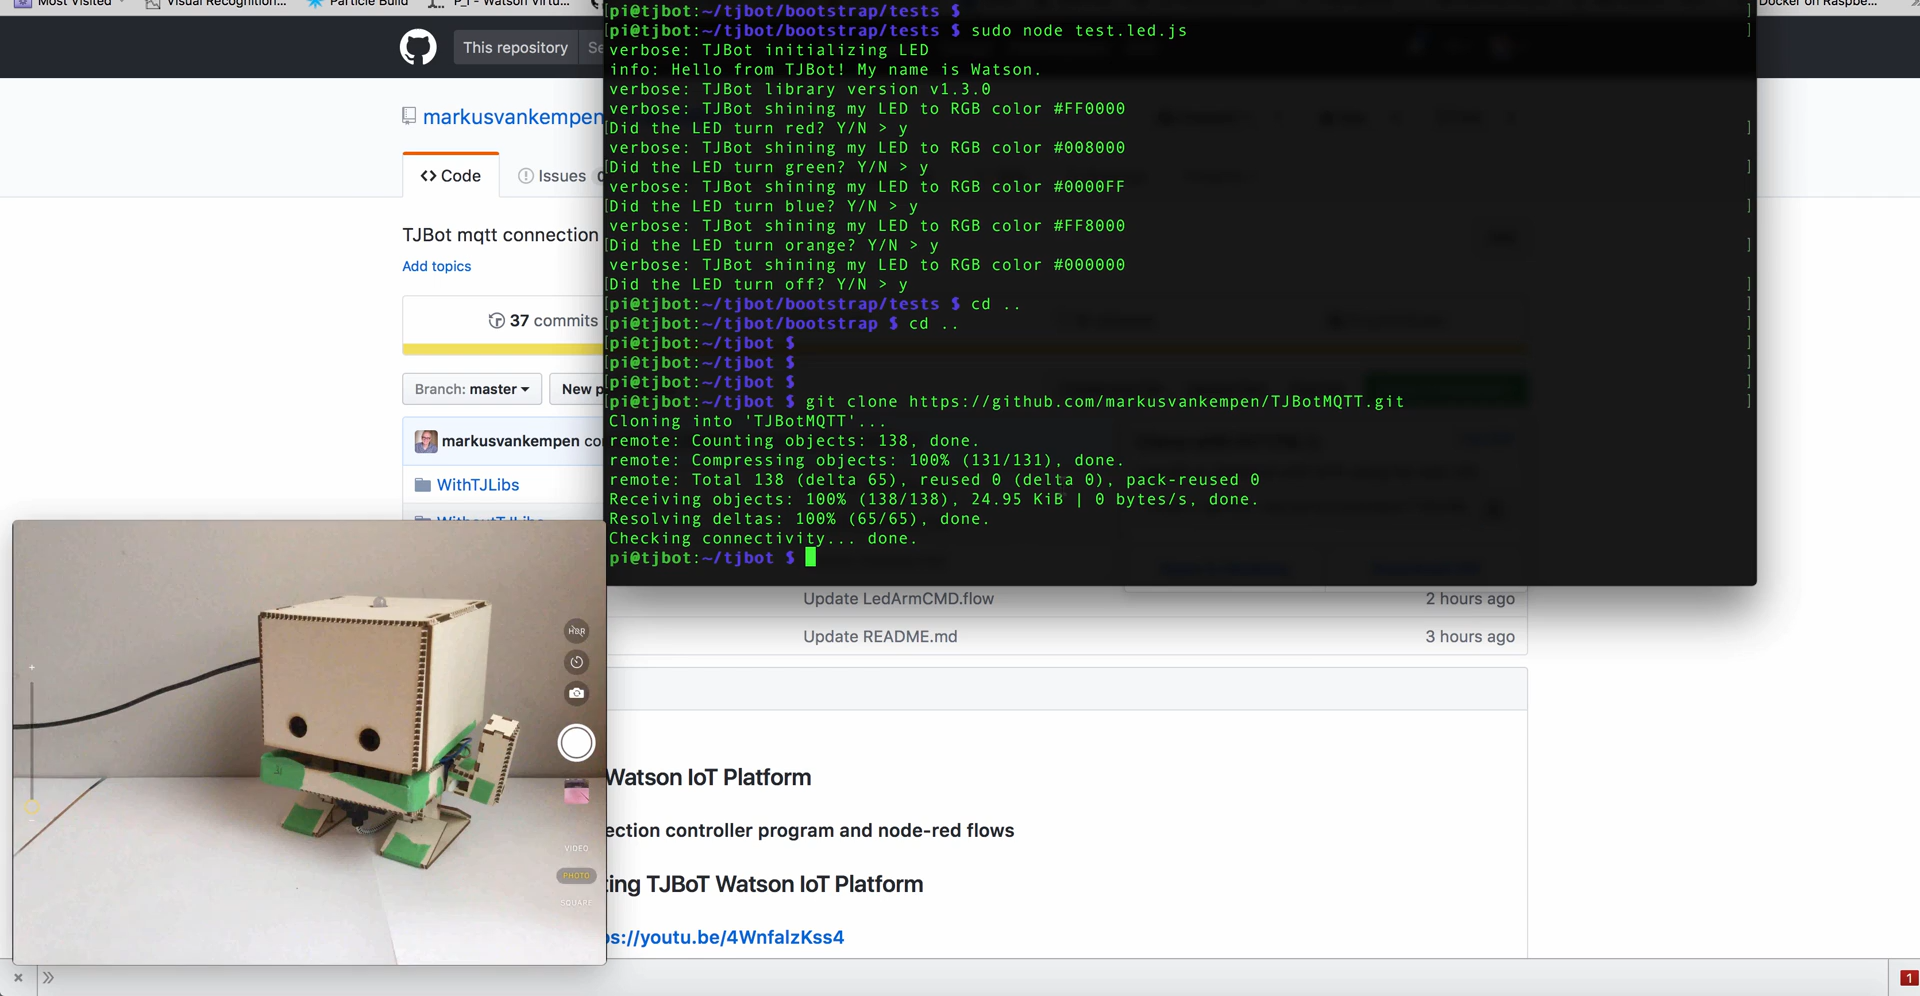 Most Visited
Visual Recognition...
Particle Build
P_I - Watson Virtu...
Docker on Raspbe...
This repository
Se
markusvankempen
Code
Issues
TJBot mqtt connection
Add topics
37 commits
Branch: master
New p
markusvankempen co
WithTJLibs
WithoutTJLibs
pi@tjbot:~/tjbot/bootstrap/tests $
pi@tjbot:~/tjbot/bootstrap/tests $ sudo node test.led.js
verbose: TJBot initializing LED
info: Hello from TJBot! My name is Watson.
verbose: TJBot library version v1.3.0
verbose: TJBot shining my LED to RGB color #FF0000
Did the LED turn red? Y/N > y
verbose: TJBot shining my LED to RGB color #008000
Did the LED turn green? Y/N > y
verbose: TJBot shining my LED to RGB color #0000FF
Did the LED turn blue? Y/N > y
verbose: TJBot shining my LED to RGB color #FF8000
Did the LED turn orange? Y/N > y
verbose: TJBot shining my LED to RGB color #000000
Did the LED turn off? Y/N > y
pi@tjbot:~/tjbot/bootstrap/tests $ cd ..
pi@tjbot:~/tjbot/bootstrap $ cd ..
pi@tjbot:~/tjbot $
pi@tjbot:~/tjbot $
pi@tjbot:~/tjbot $
pi@tjbot:~/tjbot $ git clone https://github.com/markusvankempen/TJBotMQTT.git
Cloning into 'TJBotMQTT'...
remote: Counting objects: 138, done.
remote: Compressing objects: 100% (131/131), done.
remote: Total 138 (delta 65), reused 0 (delta 0), pack-reused 0
Receiving objects: 100% (138/138), 24.95 KiB | 0 bytes/s, done.
Resolving deltas: 100% (65/65), done.
Checking connectivity... done.
pi@tjbot:~/tjbot $
Update LedArmCMD.flow
2 hours ago
Update README.md
3 hours ago
HDR
VIDEO
PHOTO
SQUARE
Watson IoT Platform
ection controller program and node-red flows
ing TJBoT Watson IoT Platform
ps://youtu.be/4WnfalzKss4
1